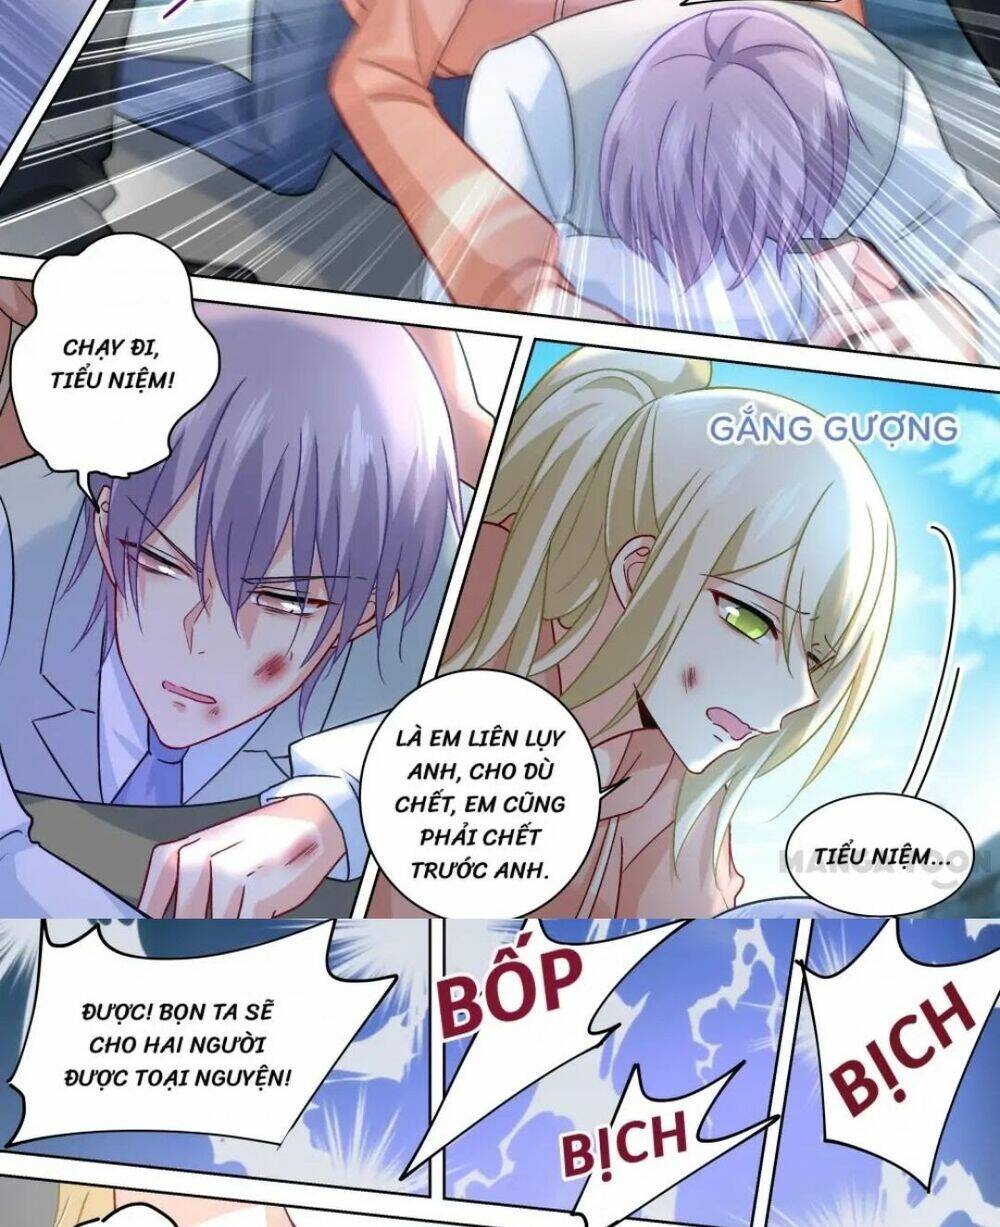 CHẠY ĐI,
TIỂU NIỆM!
GẮNG GƯỢNG
LÀ EM LIÊN LỤY
ANH, CHO DÙ
CHẾT, EM CŨNG
PHẢI CHẾT
TRƯỚC ANH.
TIỂU NIỆM...
MANGATOON
ĐƯỢC! BỌN TA SẼ
CHO HAI NGƯỜI
ĐƯỢC TOẠI NGUYỆN!
BỐP
BỊCH
BỊCH